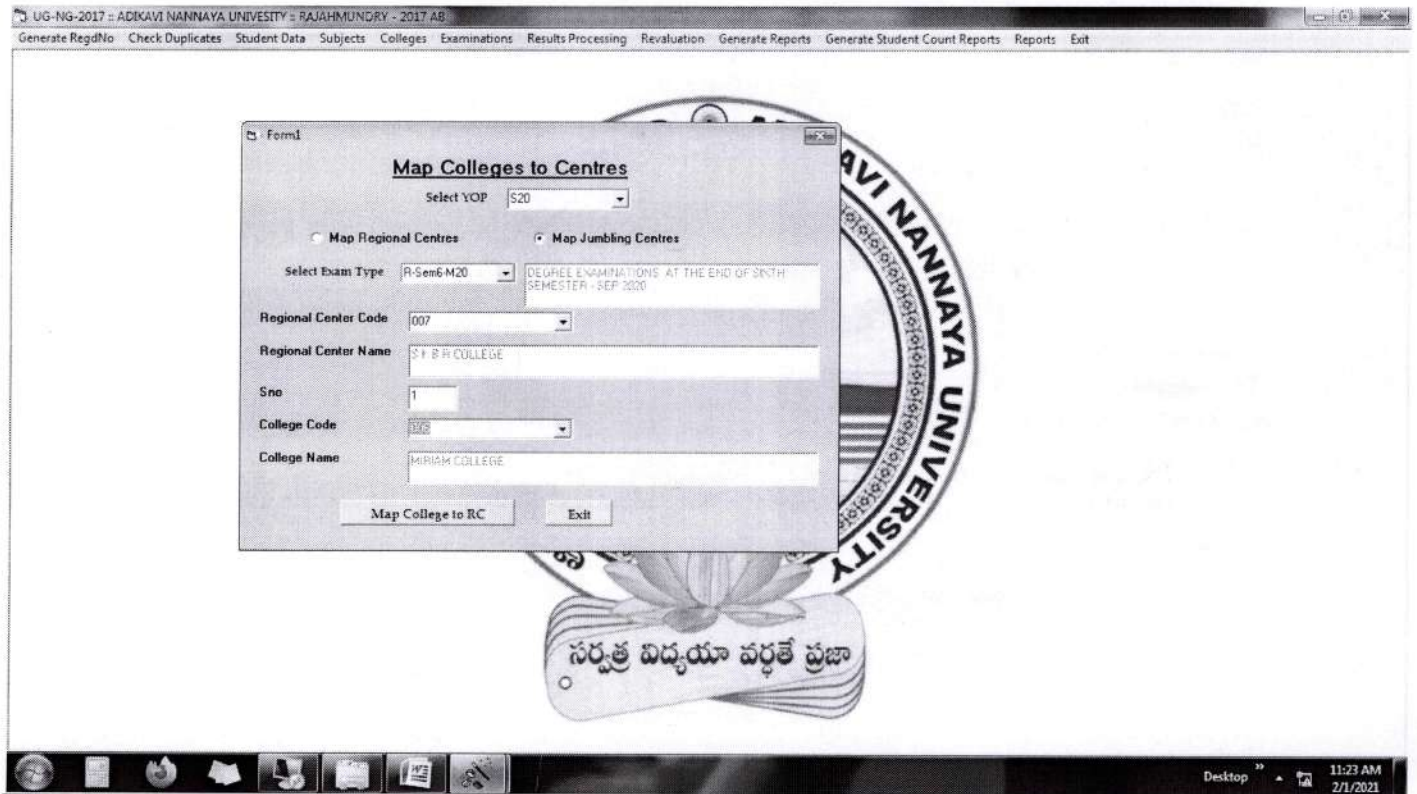 UG-NG-2017 :: ADIKAVI NANNAYA UNIVESITY :: RAJAHMUNDRY - 2017 AB
Generate RegdNo Check Duplicates Student Data Subjects Colleges Examinations Results Processing Revaluation Generate Reports Generate Student Count Reports Reports Exit
Form1
Map Colleges to Centres
Select YOP S20
Map Regional Centres Map Jumbling Centres
Select Exam Type R-Sem6-M20 DEGREE EXAMINATIONS AT THE END OF SIXTH
SEMESTER - SEP 2020
Regional Center Code 007
Regional Center Name COLLEGE
Sno 1
College Code
College Name MIRIAM COLLEGE
Map College to RC Exit
AVI NANNAYA UNIVERSITY
సర్వత్ర విద్యయా వర్ధతే ప్రజా
Desktop
11:23 AM
2/1/2021